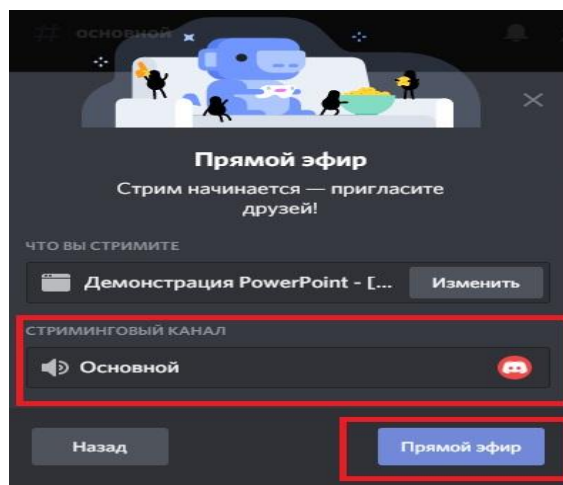 # основной
Прямой эфир
Стрим начинается — пригласите
друзей!
ЧТО ВЫ СТРИМИТЕ
Демонстрация PowerPoint - [... Изменить
СТРИМИНГОВЫЙ КАНАЛ
Основной
Назад Прямой эфир